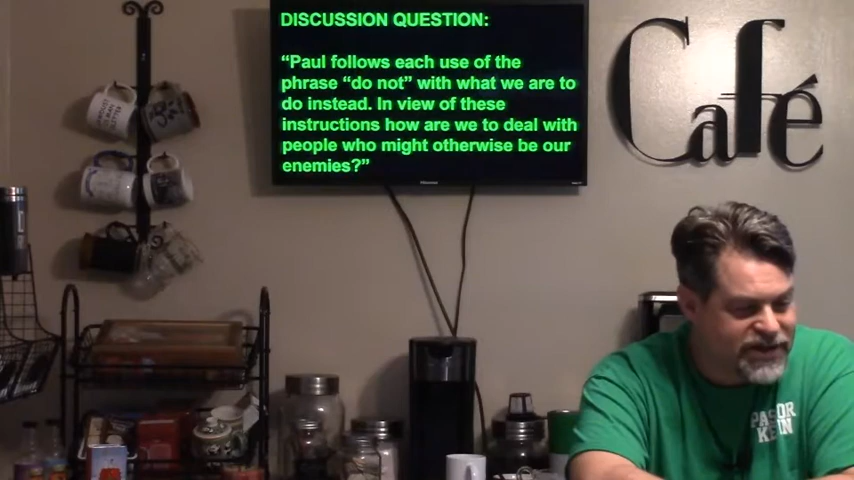 DISCUSSION QUESTION:
“Paul follows each use of the
phrase “do not” with what we are to
do instead. In view of these
instructions how are we to deal with
people who might otherwise be our
enemies?”
Café
PASTOR